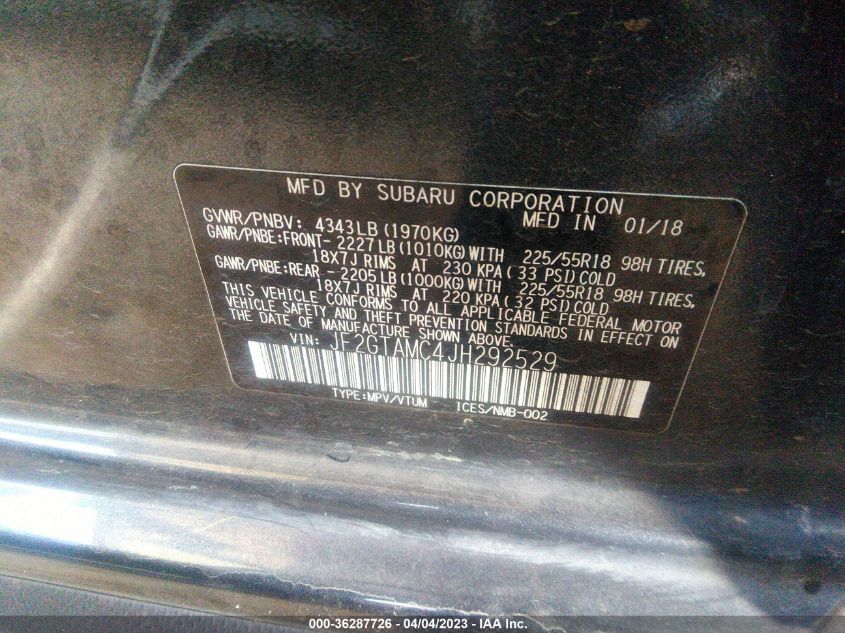 MFD BY SUBARU CORPORATION
GVWR/PNBV: 4343LB (1970KG) MFD IN 01/18
GAWR/PNBE:FRONT- 2227LB(1010KG)WITH 225/55R18 98H TIRES,
18X7J RIMS AT 230 KPA(33 PSI)COLD
GAWR/PNBE:REAR -2205LB(1000KG)WITH 225/55R18 98H TIRES,
18X7J RIMS AT 220 KPA(32 PSI)COLD
THIS VEHICLE CONFORMS TO ALL APPLICABLE FEDERAL MOTOR
VEHICLE SAFETY AND THEFT PREVENTION STANDARDS IN EFFECT ON
THE DATE OF MANUFACTURE SHOWN ABOVE.
VIN: JF2GTAMC4JH292529
TYPE:MPV/VTUM ICES/NMB-002
000-36287726 - 04/04/2023 - IAA Inc.